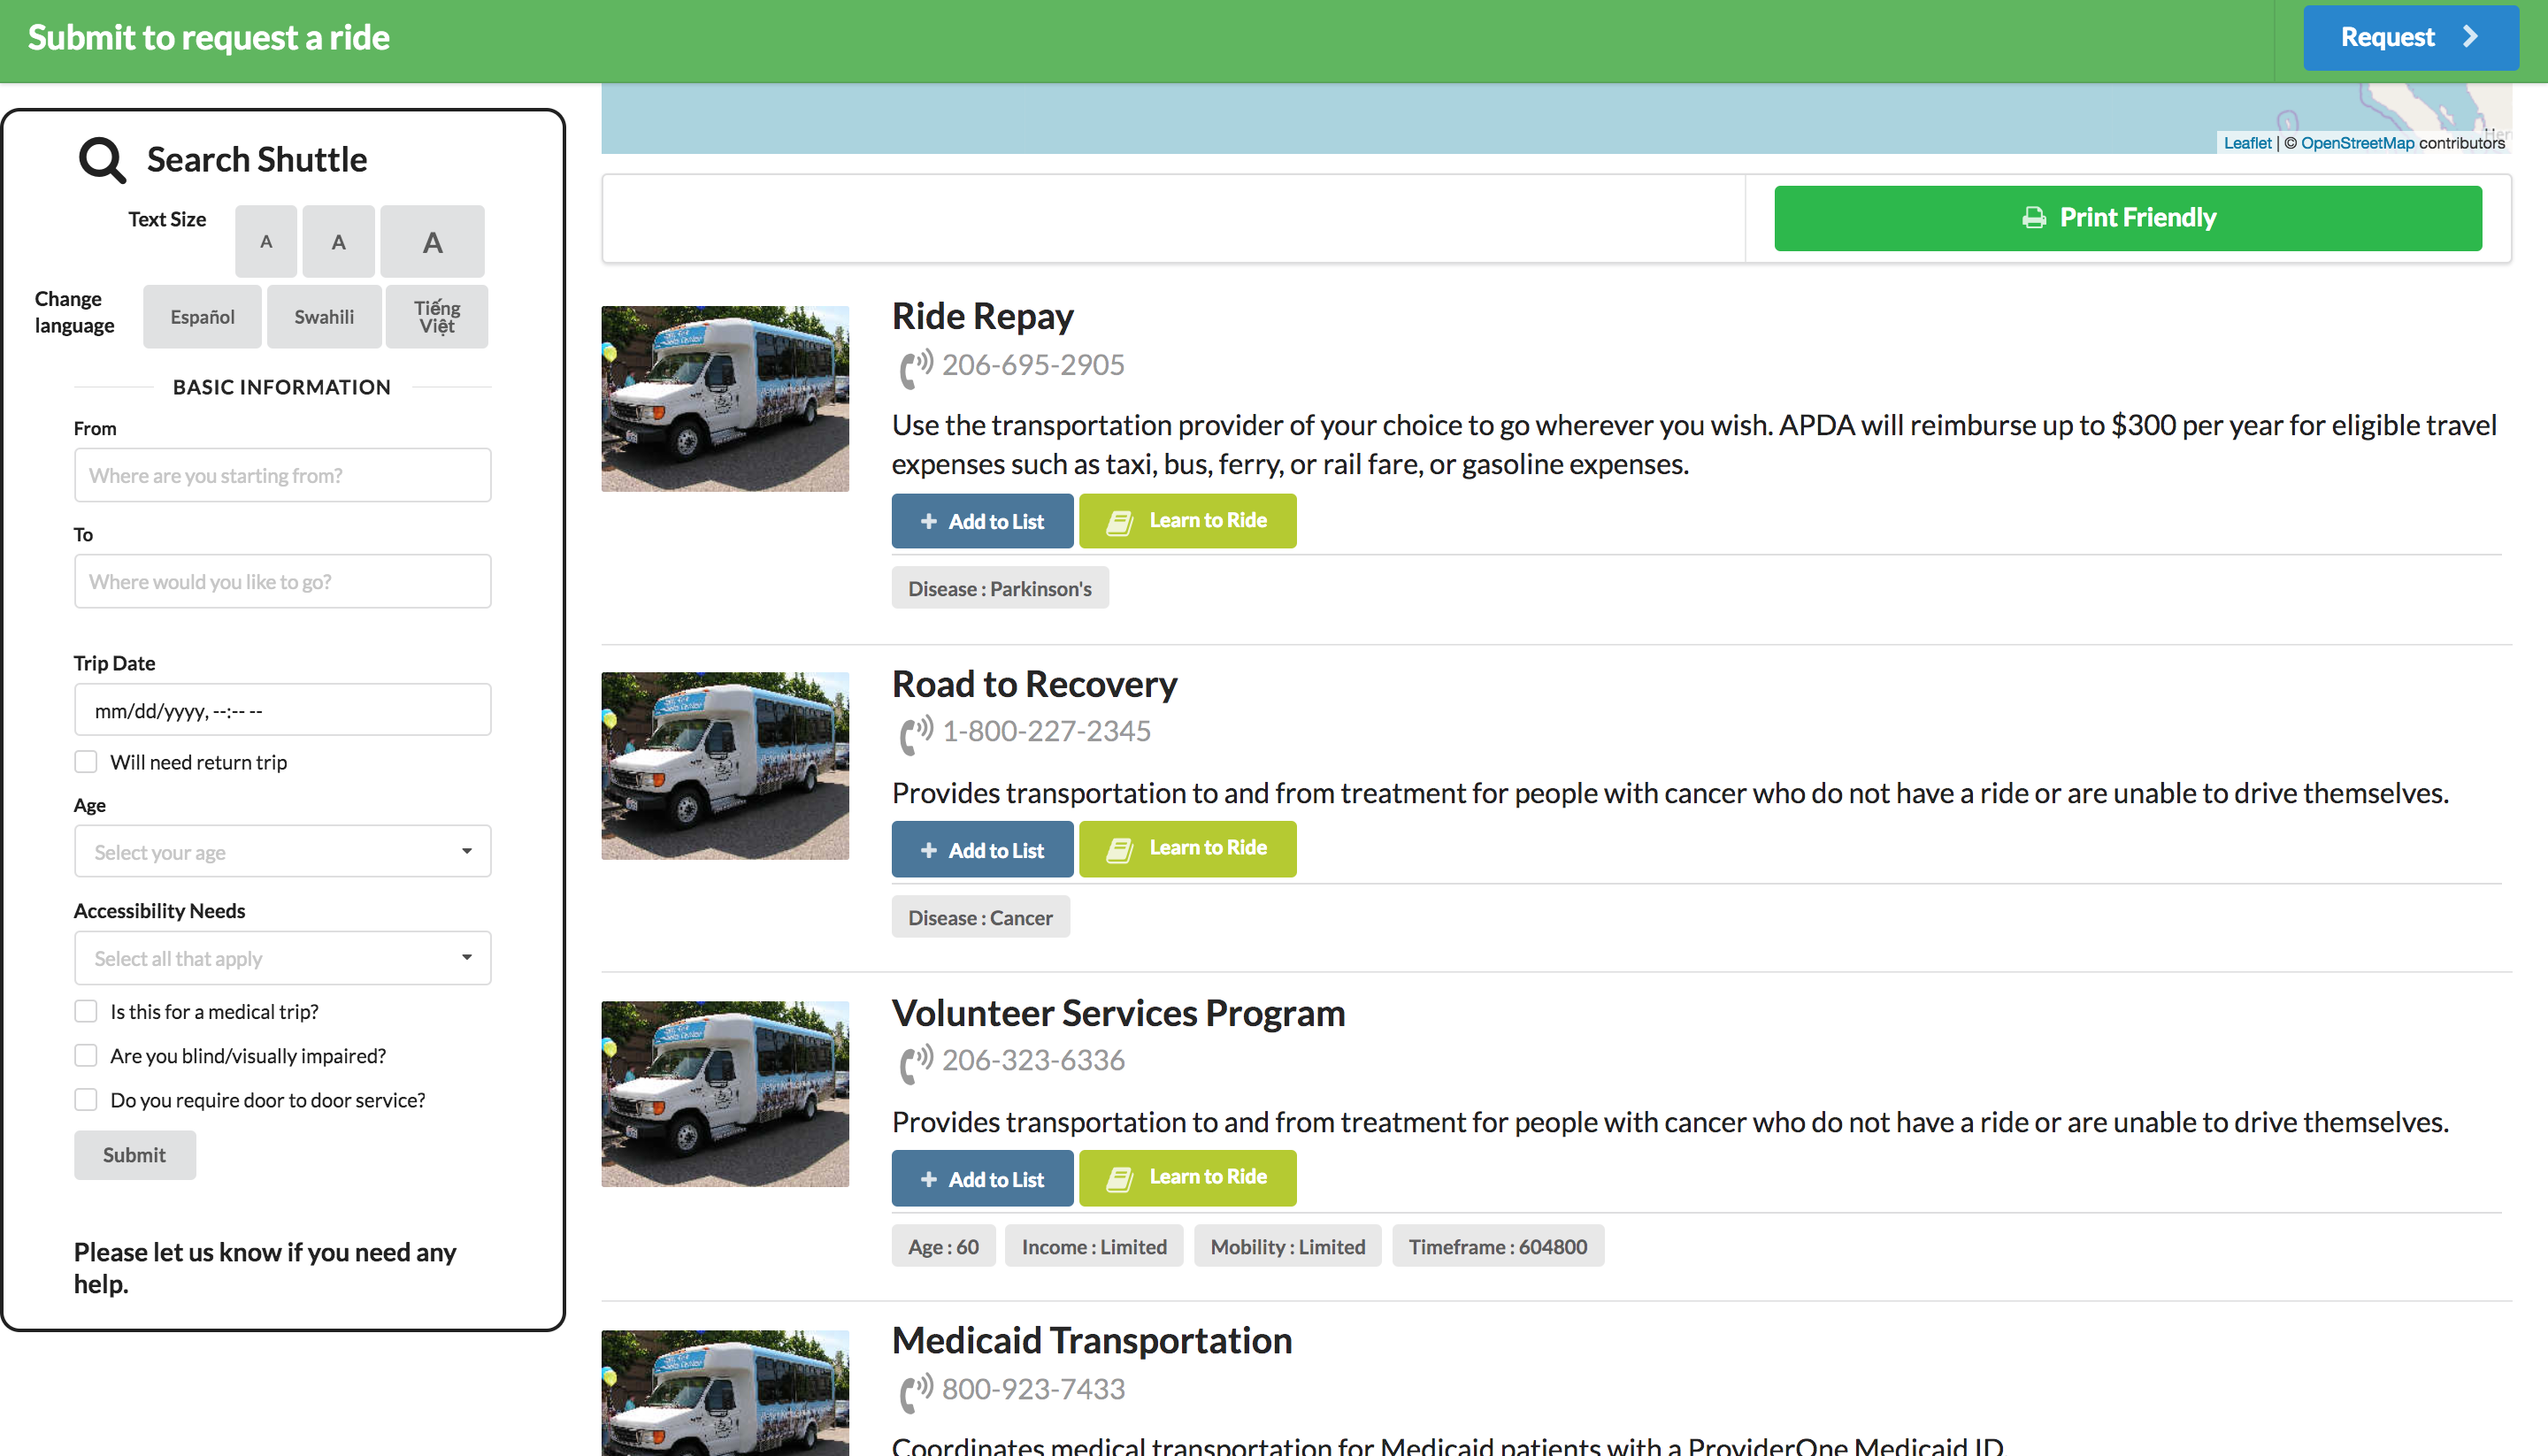 Submit to request a ride
Request
Search Shuttle
Text Size
A A A
Change
language
Español
Swahili
Tiếng
Việt
BASIC INFORMATION
From
Where are you starting from?
To
Where would you like to go?
Trip Date
mm/dd/yyyy, --:-- --
Will need return trip
Age
Select your age
Accessibility Needs
Select all that apply
Is this for a medical trip?
Are you blind/visually impaired?
Do you require door to door service?
Submit
Please let us know if you need any
help.
Her
Leaflet | © OpenStreetMap contributors
Print Friendly
Ride Repay
206-695-2905
Use the transportation provider of your choice to go wherever you wish. APDA will reimburse up to $300 per year for eligible travel
expenses such as taxi, bus, ferry, or rail fare, or gasoline expenses.
Add to List
Learn to Ride
Disease : Parkinson's
Road to Recovery
1-800-227-2345
Provides transportation to and from treatment for people with cancer who do not have a ride or are unable to drive themselves.
Add to List
Learn to Ride
Disease : Cancer
Volunteer Services Program
206-323-6336
Provides transportation to and from treatment for people with cancer who do not have a ride or are unable to drive themselves.
Add to List
Learn to Ride
Age : 60
Income : Limited
Mobility : Limited
Timeframe : 604800
Medicaid Transportation
800-923-7433
Coordinates medical transportation for Medicaid patients with a ProviderOne Medicaid ID